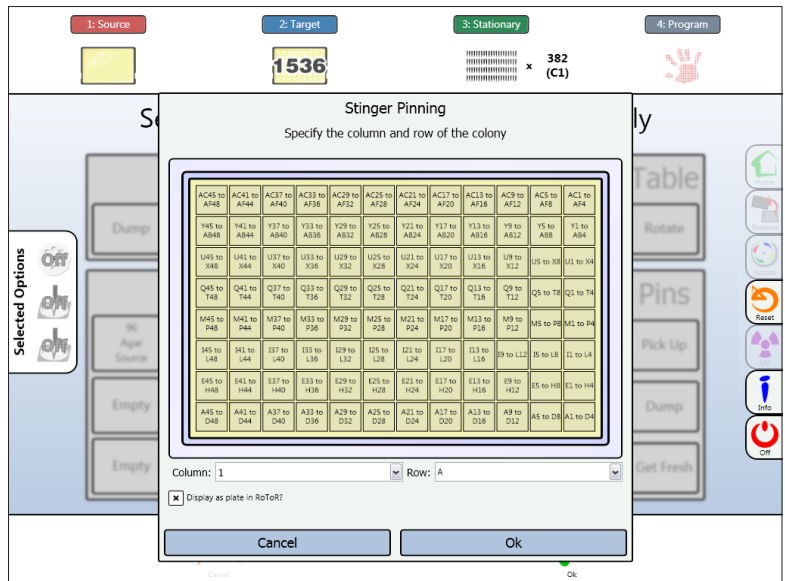 1: Source
2: Target
3: Stationary
4: Program
1536
x 382
(C1)
Se
ly
Stinger Pinning
Specify the column and row of the colony
AC45 to AF48 AC41 to AF44 AC37 to AF40 AC33 to AF36 AC29 to AF32 AC25 to AF28 AC21 to AF24 AC17 to AF20 AC13 to AF16 AC9 to AF12 AC5 to AF8 AC1 to AF4
Y45 to AB48 Y41 to AB44 Y37 to AB40 Y33 to AB36 Y29 to AB32 Y25 to AB28 Y21 to AB24 Y17 to AB20 Y13 to AB16 Y9 to AB12 Y5 to AB8 Y1 to AB4
U45 to X48 U41 to X44 U37 to X40 U33 to X36 U29 to X32 U25 to X28 U21 to X24 U17 to X20 U13 to X16 U9 to X12 U5 to X8 U1 to X4
Q45 to T48 Q41 to T44 Q37 to T40 Q33 to T36 Q29 to T32 Q25 to T28 Q21 to T24 Q17 to T20 Q13 to T16 Q9 to T12 Q5 to T8 Q1 to T4
M45 to P48 M41 to P44 M37 to P40 M33 to P36 M29 to P32 M25 to P28 M21 to P24 M17 to P20 M13 to P16 M9 to P12 M5 to P8 M1 to P4
I45 to L48 I41 to L44 I37 to L40 I33 to L36 I29 to L32 I25 to L28 I21 to L24 I17 to L20 I13 to L16 I9 to L12 I5 to L8 I1 to L4
E45 to H48 E41 to H44 E37 to H40 E33 to H36 E29 to H32 E25 to H28 E21 to H24 E17 to H20 E13 to H16 E9 to H12 E5 to H8 E1 to H4
A45 to D48 A41 to D44 A37 to D40 A33 to D36 A29 to D32 A25 to D28 A21 to D24 A17 to D20 A13 to D16 A9 to D12 A5 to D8 A1 to D4
Column: 1 Row: A
Display as plate in RoToR?
Cancel
Ok
Selected Options
Off
Dump
96
Agar
Source
Empty
Empty
Table
Rotate
Pins
Pick Up
Dump
Get Fresh
Home
Remove
Rotate
Reset
UV
Info
Off
Cancel
Ok